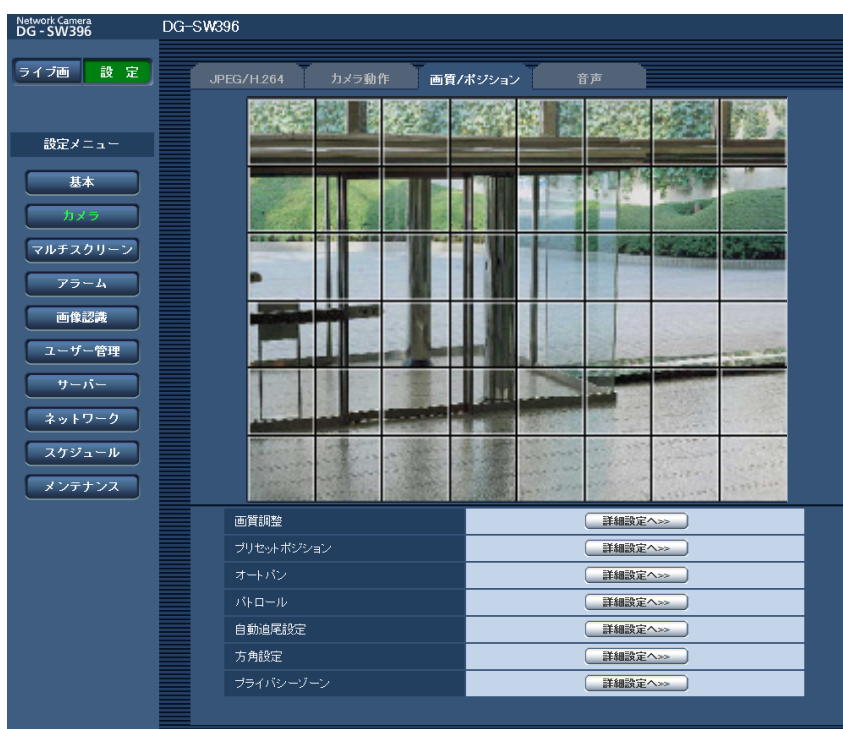 Network Camera
DG-SW396
DG-SW396
ライブ画 設 定
JPEG/H.264 カメラ動作 画質/ポジション 音声
設定メニュー
基本
カメラ
マルチスクリーン
アラーム
画像認識
ユーザー管理
サーバー
ネットワーク
スケジュール
メンテナンス
画質調整 詳細設定へ>>
プリセットポジション 詳細設定へ>>
オートパン 詳細設定へ>>
パトロール 詳細設定へ>>
自動追尾設定 詳細設定へ>>
方角設定 詳細設定へ>>
プライバシーゾーン 詳細設定へ>>